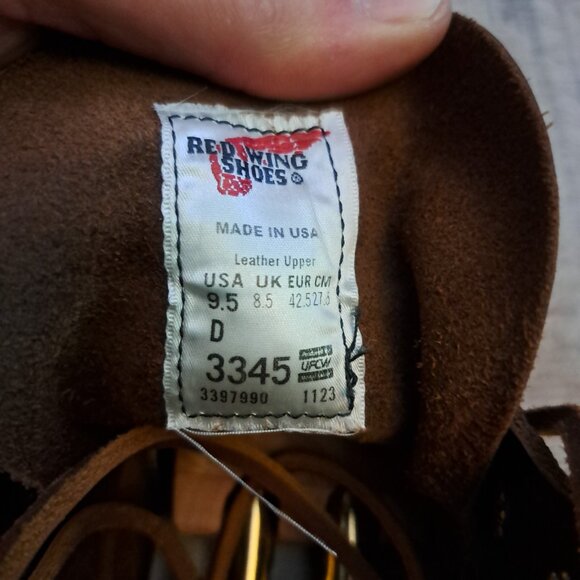 RED WING
SHOES®
MADE IN USA
Leather Upper
USA UK EUR CM
9.5 8.5 42.5 27.5
D
3345 UFCW
3397990 1123